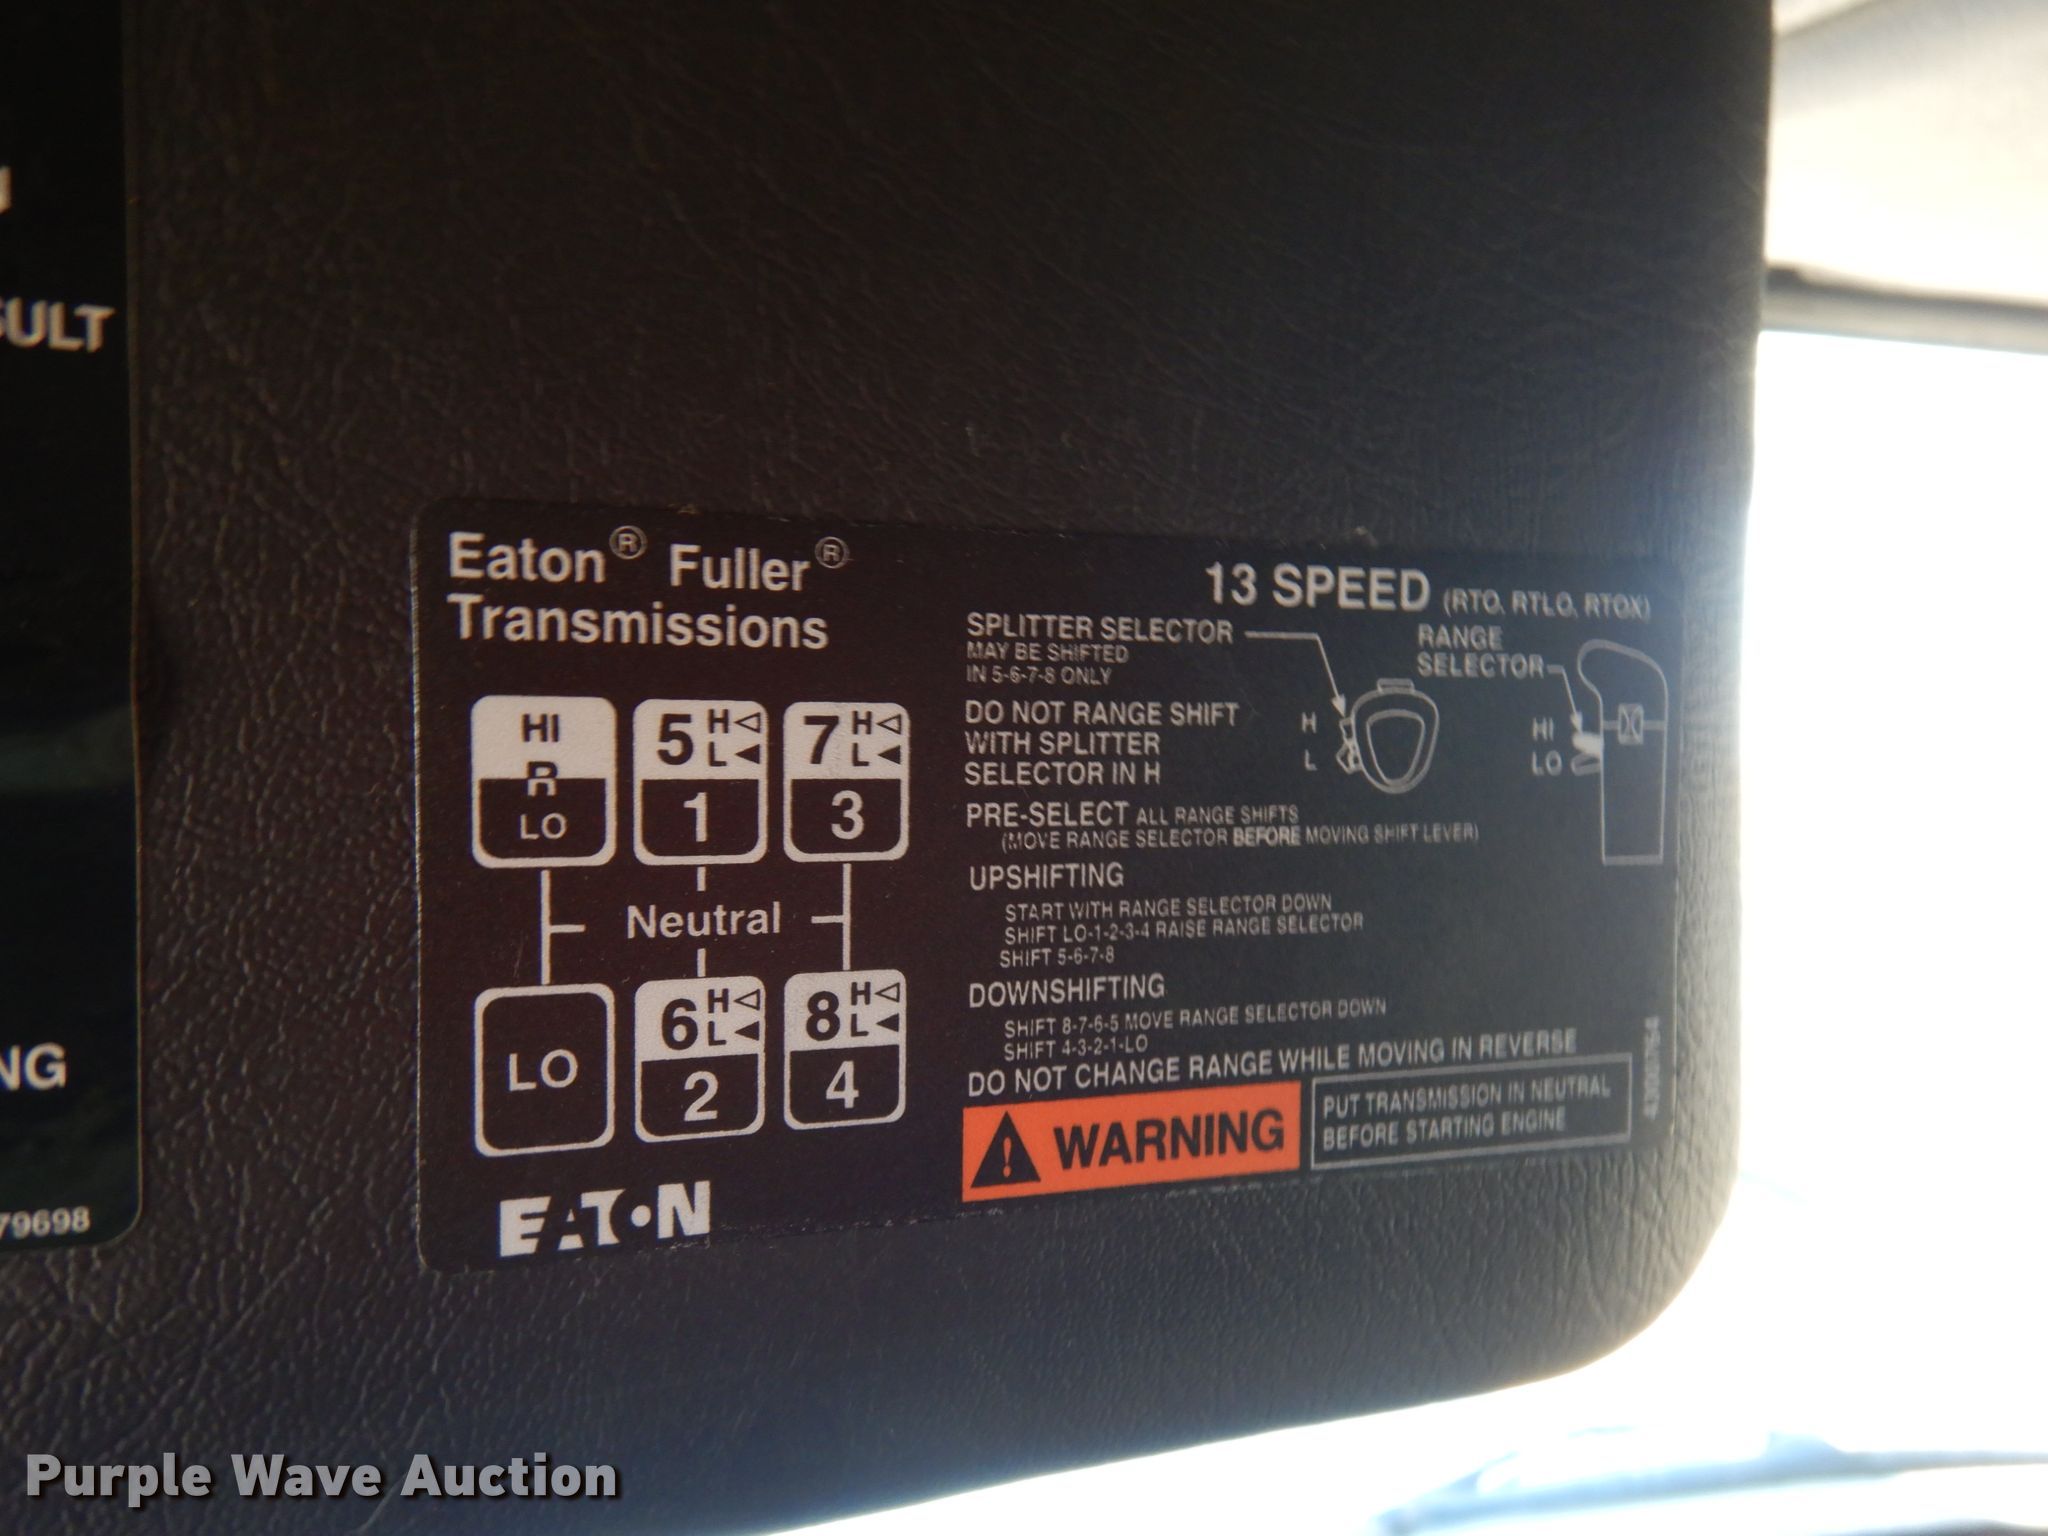 SULT
NG
79698
Eaton® Fuller®
Transmissions
HI
R
LO
5 H L
1
7 H L
3
Neutral
LO
6 H L
2
8 H L
4
EATON
13 SPEED (RTO, RTLO, RTOX)
SPLITTER SELECTOR
MAY BE SHIFTED
IN 5-6-7-8 ONLY
H
L
RANGE
SELECTOR
HI
LO
DO NOT RANGE SHIFT
WITH SPLITTER
SELECTOR IN H
PRE-SELECT ALL RANGE SHIFTS
(MOVE RANGE SELECTOR BEFORE MOVING SHIFT LEVER)
UPSHIFTING
START WITH RANGE SELECTOR DOWN
SHIFT LO-1-2-3-4 RAISE RANGE SELECTOR
SHIFT 5-6-7-8
DOWNSHIFTING
SHIFT 8-7-6-5 MOVE RANGE SELECTOR DOWN
SHIFT 4-3-2-1-LO
DO NOT CHANGE RANGE WHILE MOVING IN REVERSE
WARNING
PUT TRANSMISSION IN NEUTRAL
BEFORE STARTING ENGINE
Purple Wave Auction